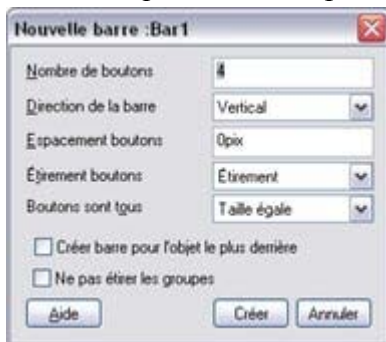 Nouvelle barre :Bar1
Nombre de boutons 4
Direction de la barre Vertical
Espacement boutons 0pix
Étirement boutons Étirement
Boutons sont tous Taille égale
Créer barre pour l'objet le plus derrière
Ne pas étirer les groupes
Aide Créer Annuler